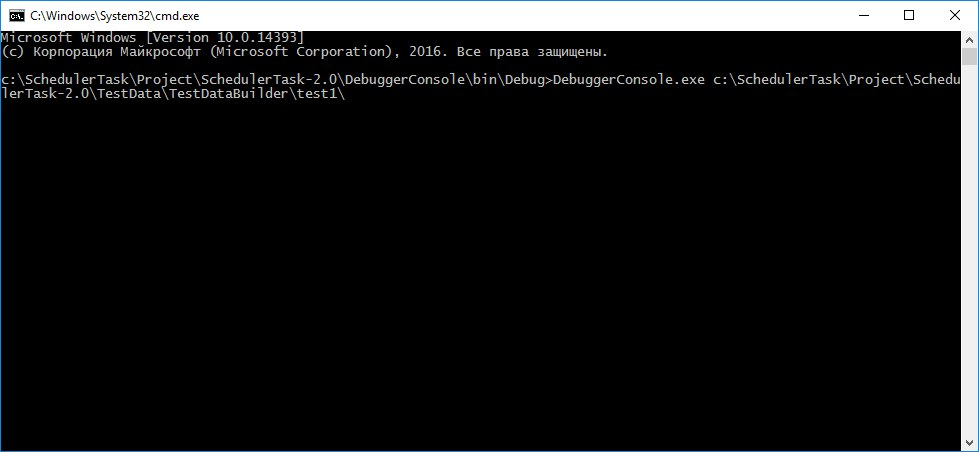 C:\Windows\System32\cmd.exe
Microsoft Windows [Version 10.0.14393]
(c) Корпорация Майкрософт (Microsoft Corporation), 2016. Все права защищены.
c:\SchedulerTask\Project\SchedulerTask-2.0\DebuggerConsole\bin\Debug>DebuggerConsole.exe c:\SchedulerTask\Project\Schedu
lerTask-2.0\TestData\TestDataBuilder\test1\